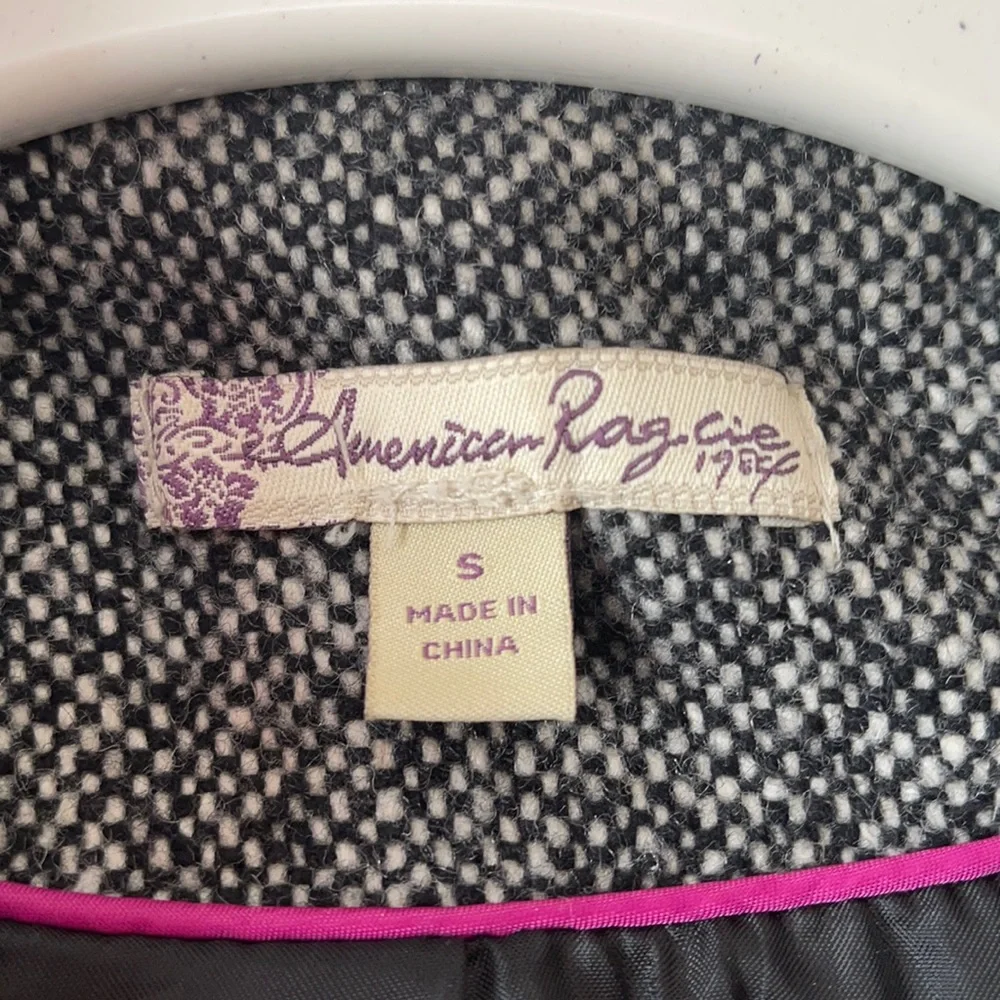 American Rag Cie
1984
S
MADE IN
CHINA